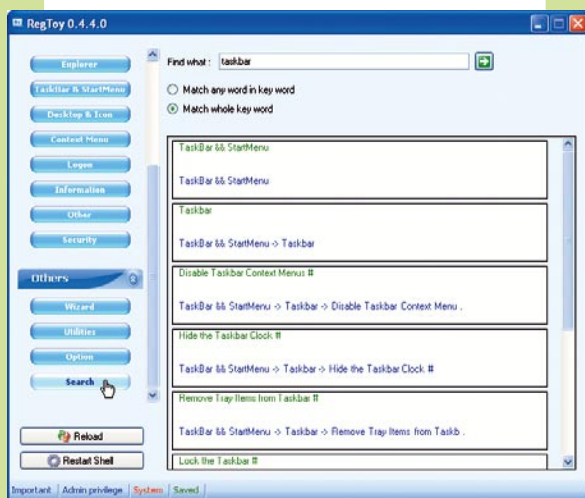 RegToy 0.4.4.0
Explorer
TaskBar & StartMenu
Desktop & Icon
Context Menu
Logon
Information
Other
Security
Others
Wizard
Utilities
Option
Search
Reload
Restart Shell
Find what : taskbar
Match any word in key word
Match whole key word
TaskBar && StartMenu
TaskBar && StartMenu
Taskbar
TaskBar && StartMenu -> Taskbar
Disable Taskbar Context Menus #
TaskBar && StartMenu -> Taskbar -> Disable Taskbar Context Menu .
Hide the Taskbar Clock #
TaskBar && StartMenu -> Taskbar -> Hide the Taskbar Clock #
Remove Tray Items from Taskbar #
TaskBar && StartMenu -> Taskbar -> Remove Tray Items from Taskb .
Lock the Taskbar #
Important | Admin privilege | System | Saved |